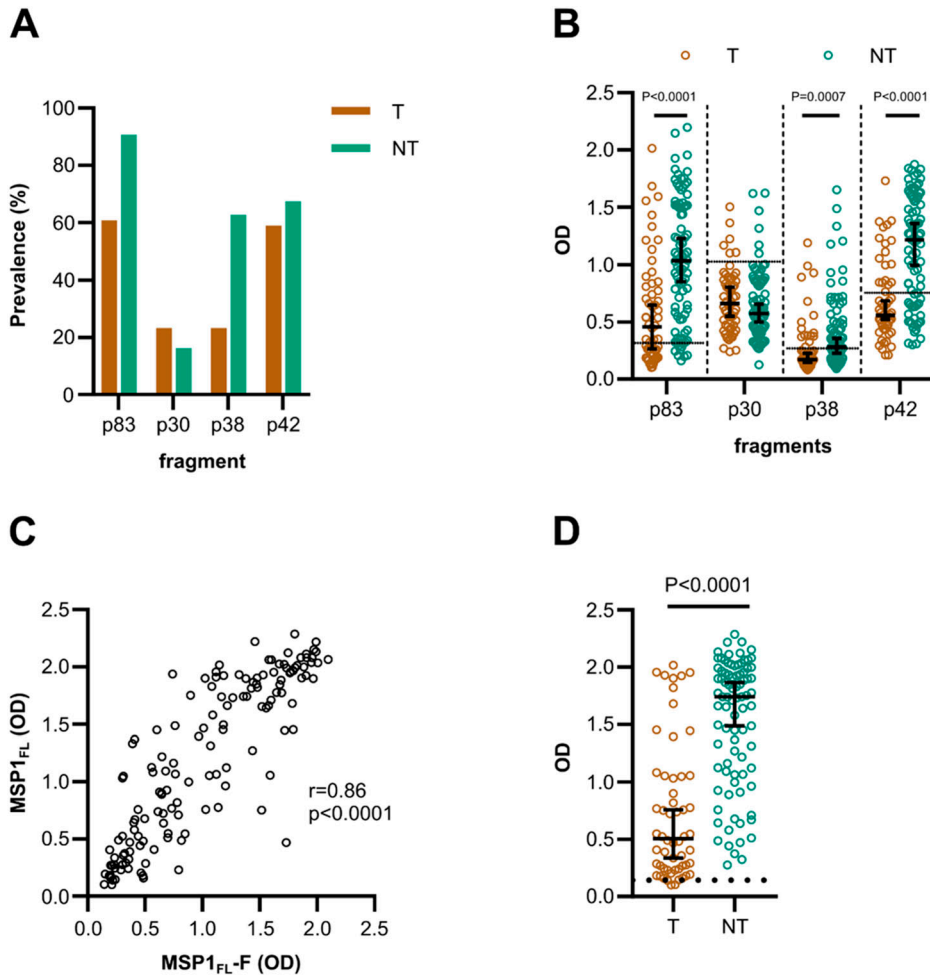 A
Prevalence (%)
100
80
60
40
20
0
p83 p30 p38 p42
fragment
T
NT
B
T NT
P<0.0001 P=0.0007 P<0.0001
OD
2.5
2.0
1.5
1.0
0.5
0.0
p83 p30 p38 p42
fragments
C
MSP1FL (OD)
2.5
2.0
1.5
1.0
0.5
0.0
r=0.86
p<0.0001
0.0 0.5 1.0 1.5 2.0 2.5
MSP1FL-F (OD)
D
P<0.0001
OD
2.5
2.0
1.5
1.0
0.5
0.0
T NT